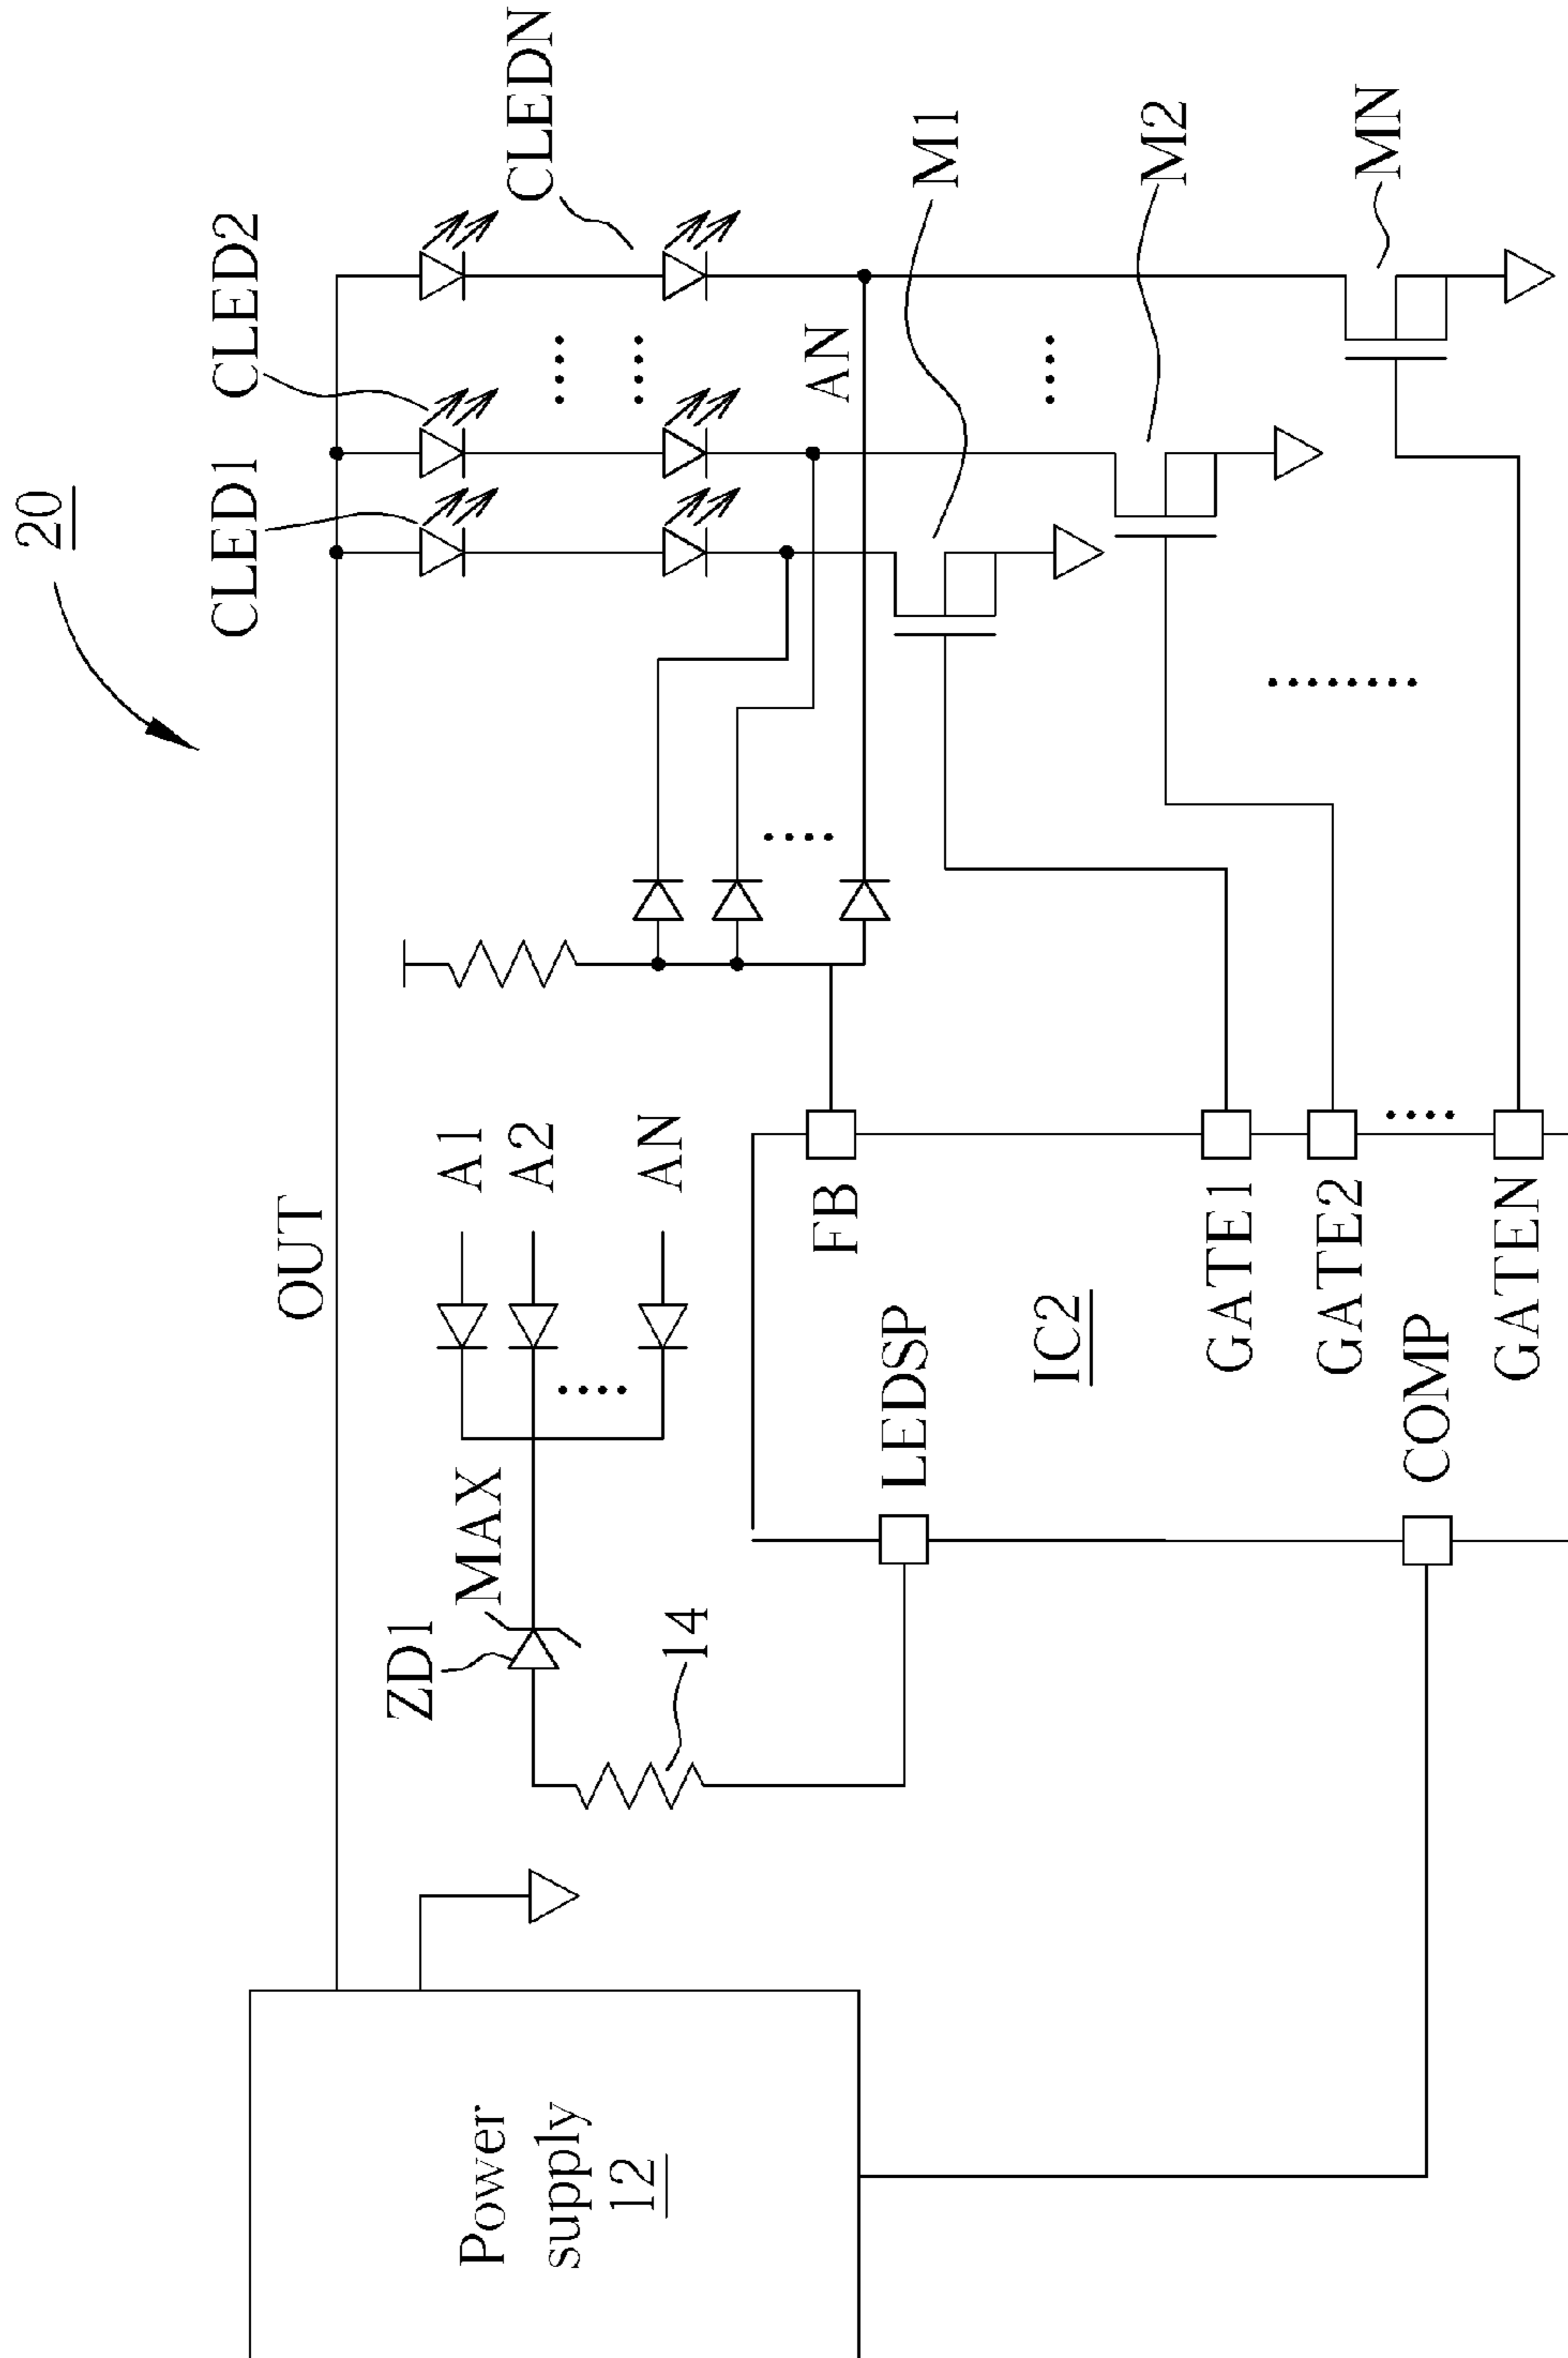 20
CLED1
CLED2
CLEDN
OUT
A1
A2
AN
AN
MAX
ZD1
14
M1
M2
MN
FB
LEDSP
IC2
GATE1
GATE2
COMP
GATEN
Power
supply
12